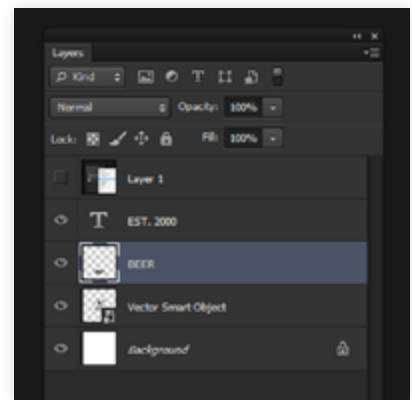 Layers
Kind
T
Normal Opacity: 100%
Lock: Fill: 100%
Layer 1
T EST. 2000
BEER
Vector Smart Object
Background